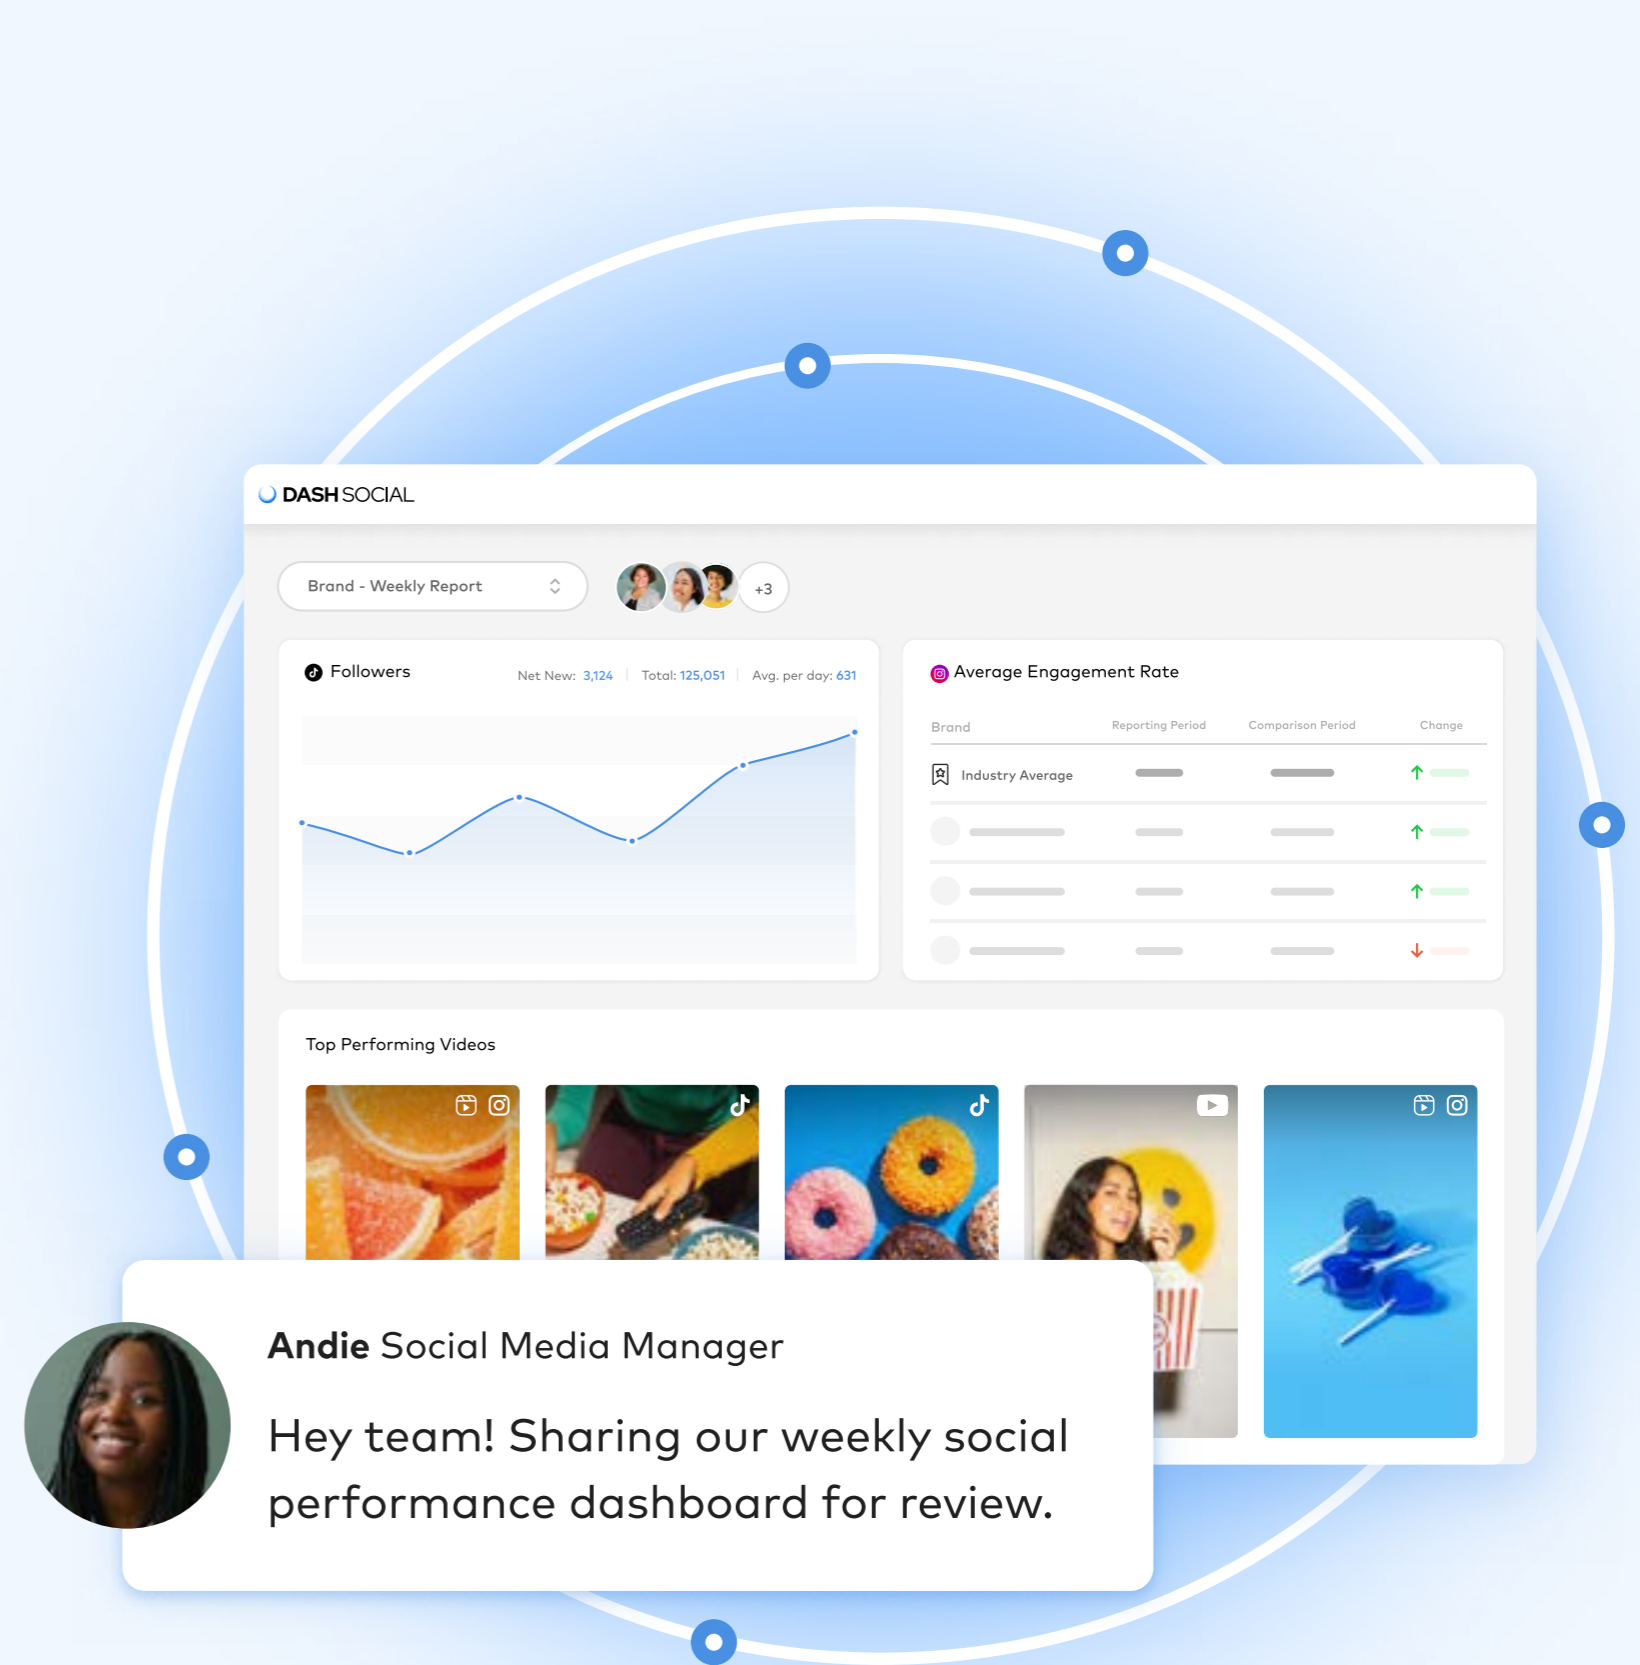 DASH SOCIAL
Brand - Weekly Report
+3
Followers
Net New: 3,124
Total: 125,051
Avg. per day: 631
Average Engagement Rate
Brand Reporting Period Comparison Period Change
Industry Average
Top Performing Videos
Andie Social Media Manager
Hey team! Sharing our weekly social
performance dashboard for review.